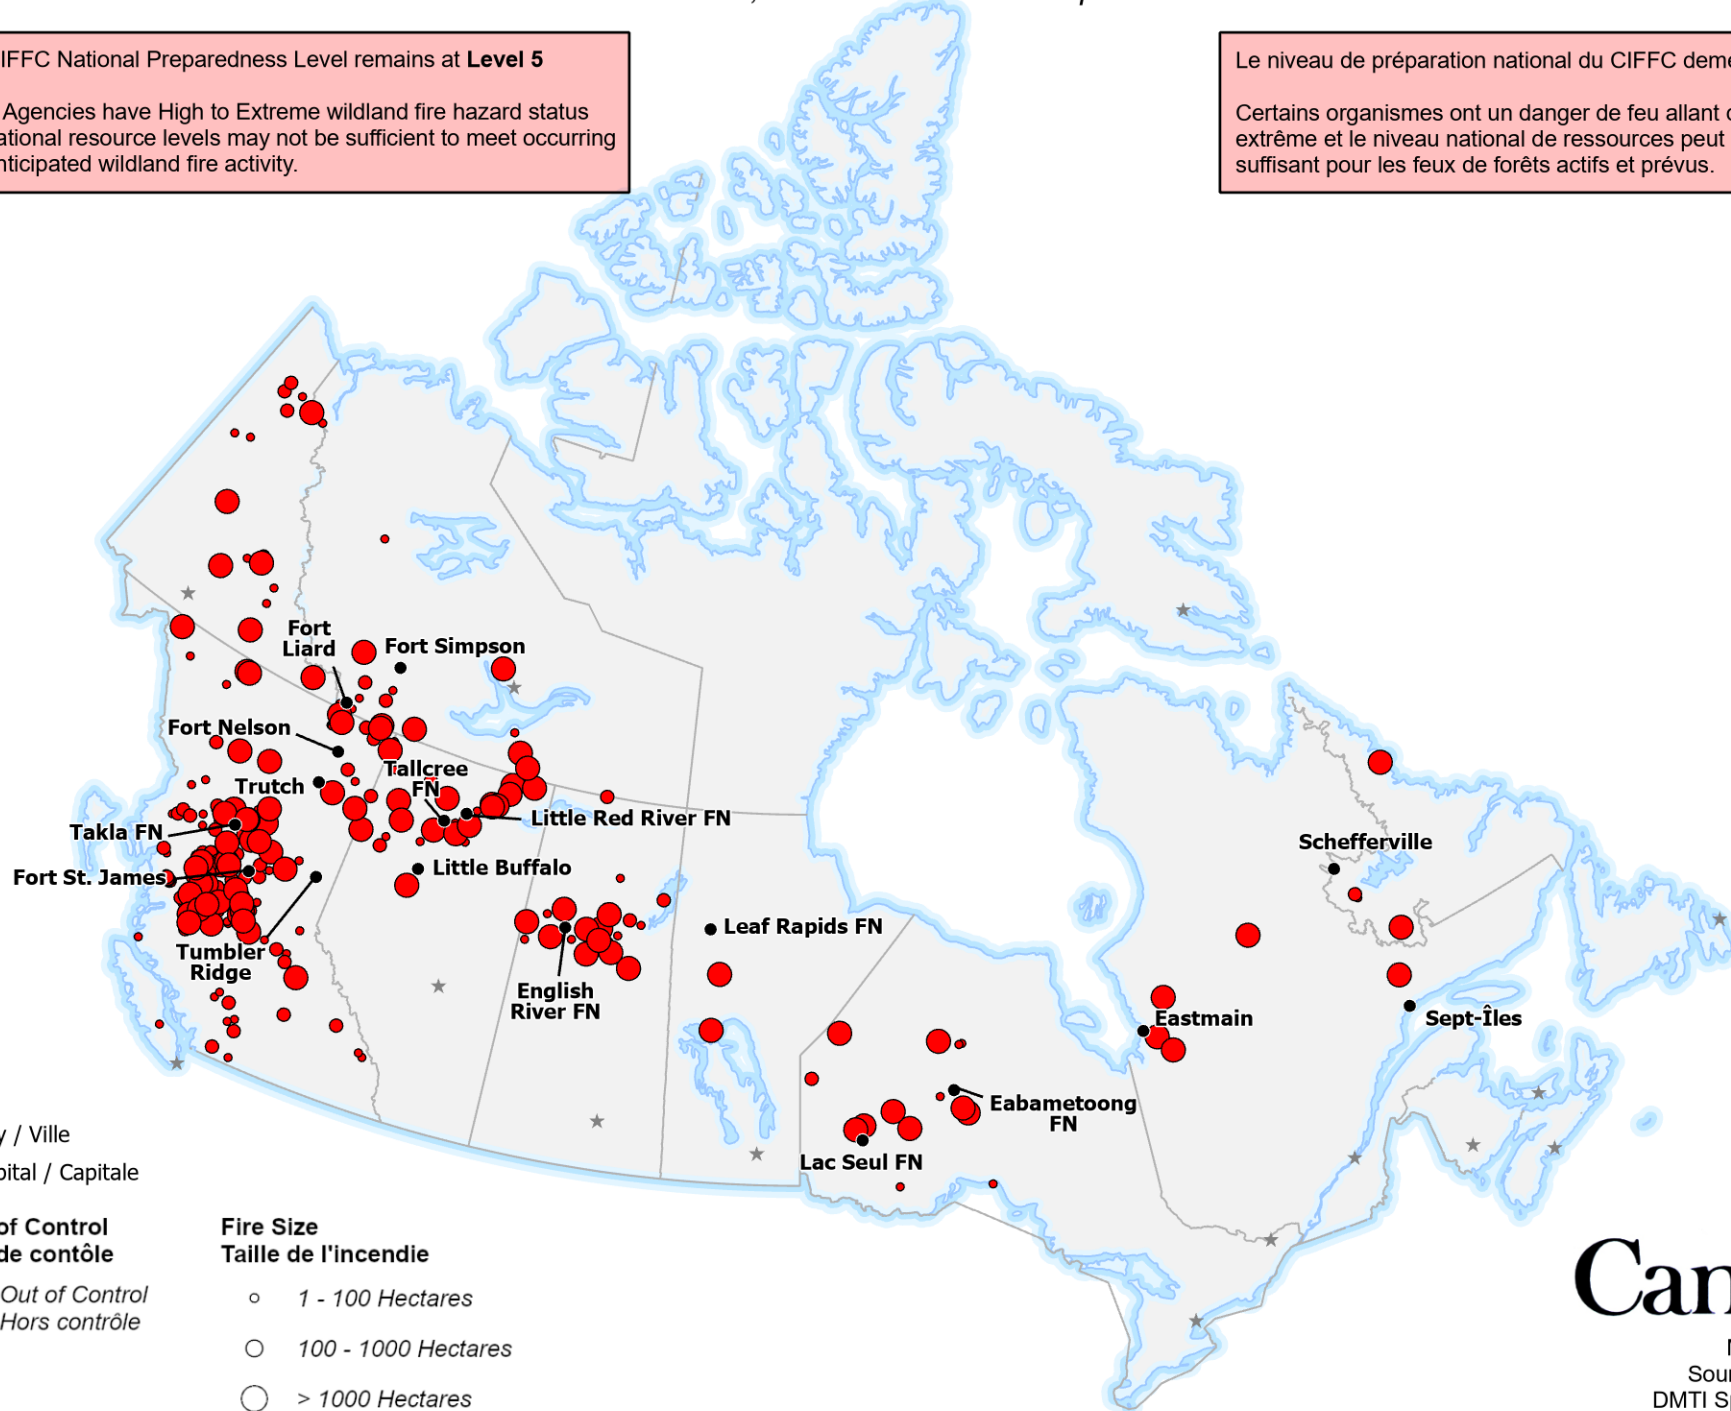 IFFC National Preparedness Level remains at Level 5
Agencies have High to Extreme wildland fire hazard status
ational resource levels may not be sufficient to meet occurring
nticipated wildland fire activity.
Le niveau de préparation national du CIFFC deme
Certains organismes ont un danger de feu allant
extrême et le niveau national de ressources peut
suffisant pour les feux de forêts actifs et prévus.
Fort
Liard
Fort Simpson
Fort Nelson
Tallcree
FN
Trutch
Little Red River FN
Takla FN
Schefferville
Little Buffalo
Fort St. James
Leaf Rapids FN
Tumbler
Ridge
English
River FN
Eastmain
Sept-Îles
Eabametoong
FN
Lac Seul FN
y / Ville
pital / Capitale
of Control
de contôle
Out of Control
Hors contrôle
Fire Size
Taille de l'incendie
1 - 100 Hectares
100 - 1000 Hectares
> 1000 Hectares
Can
Sour
DMTI S